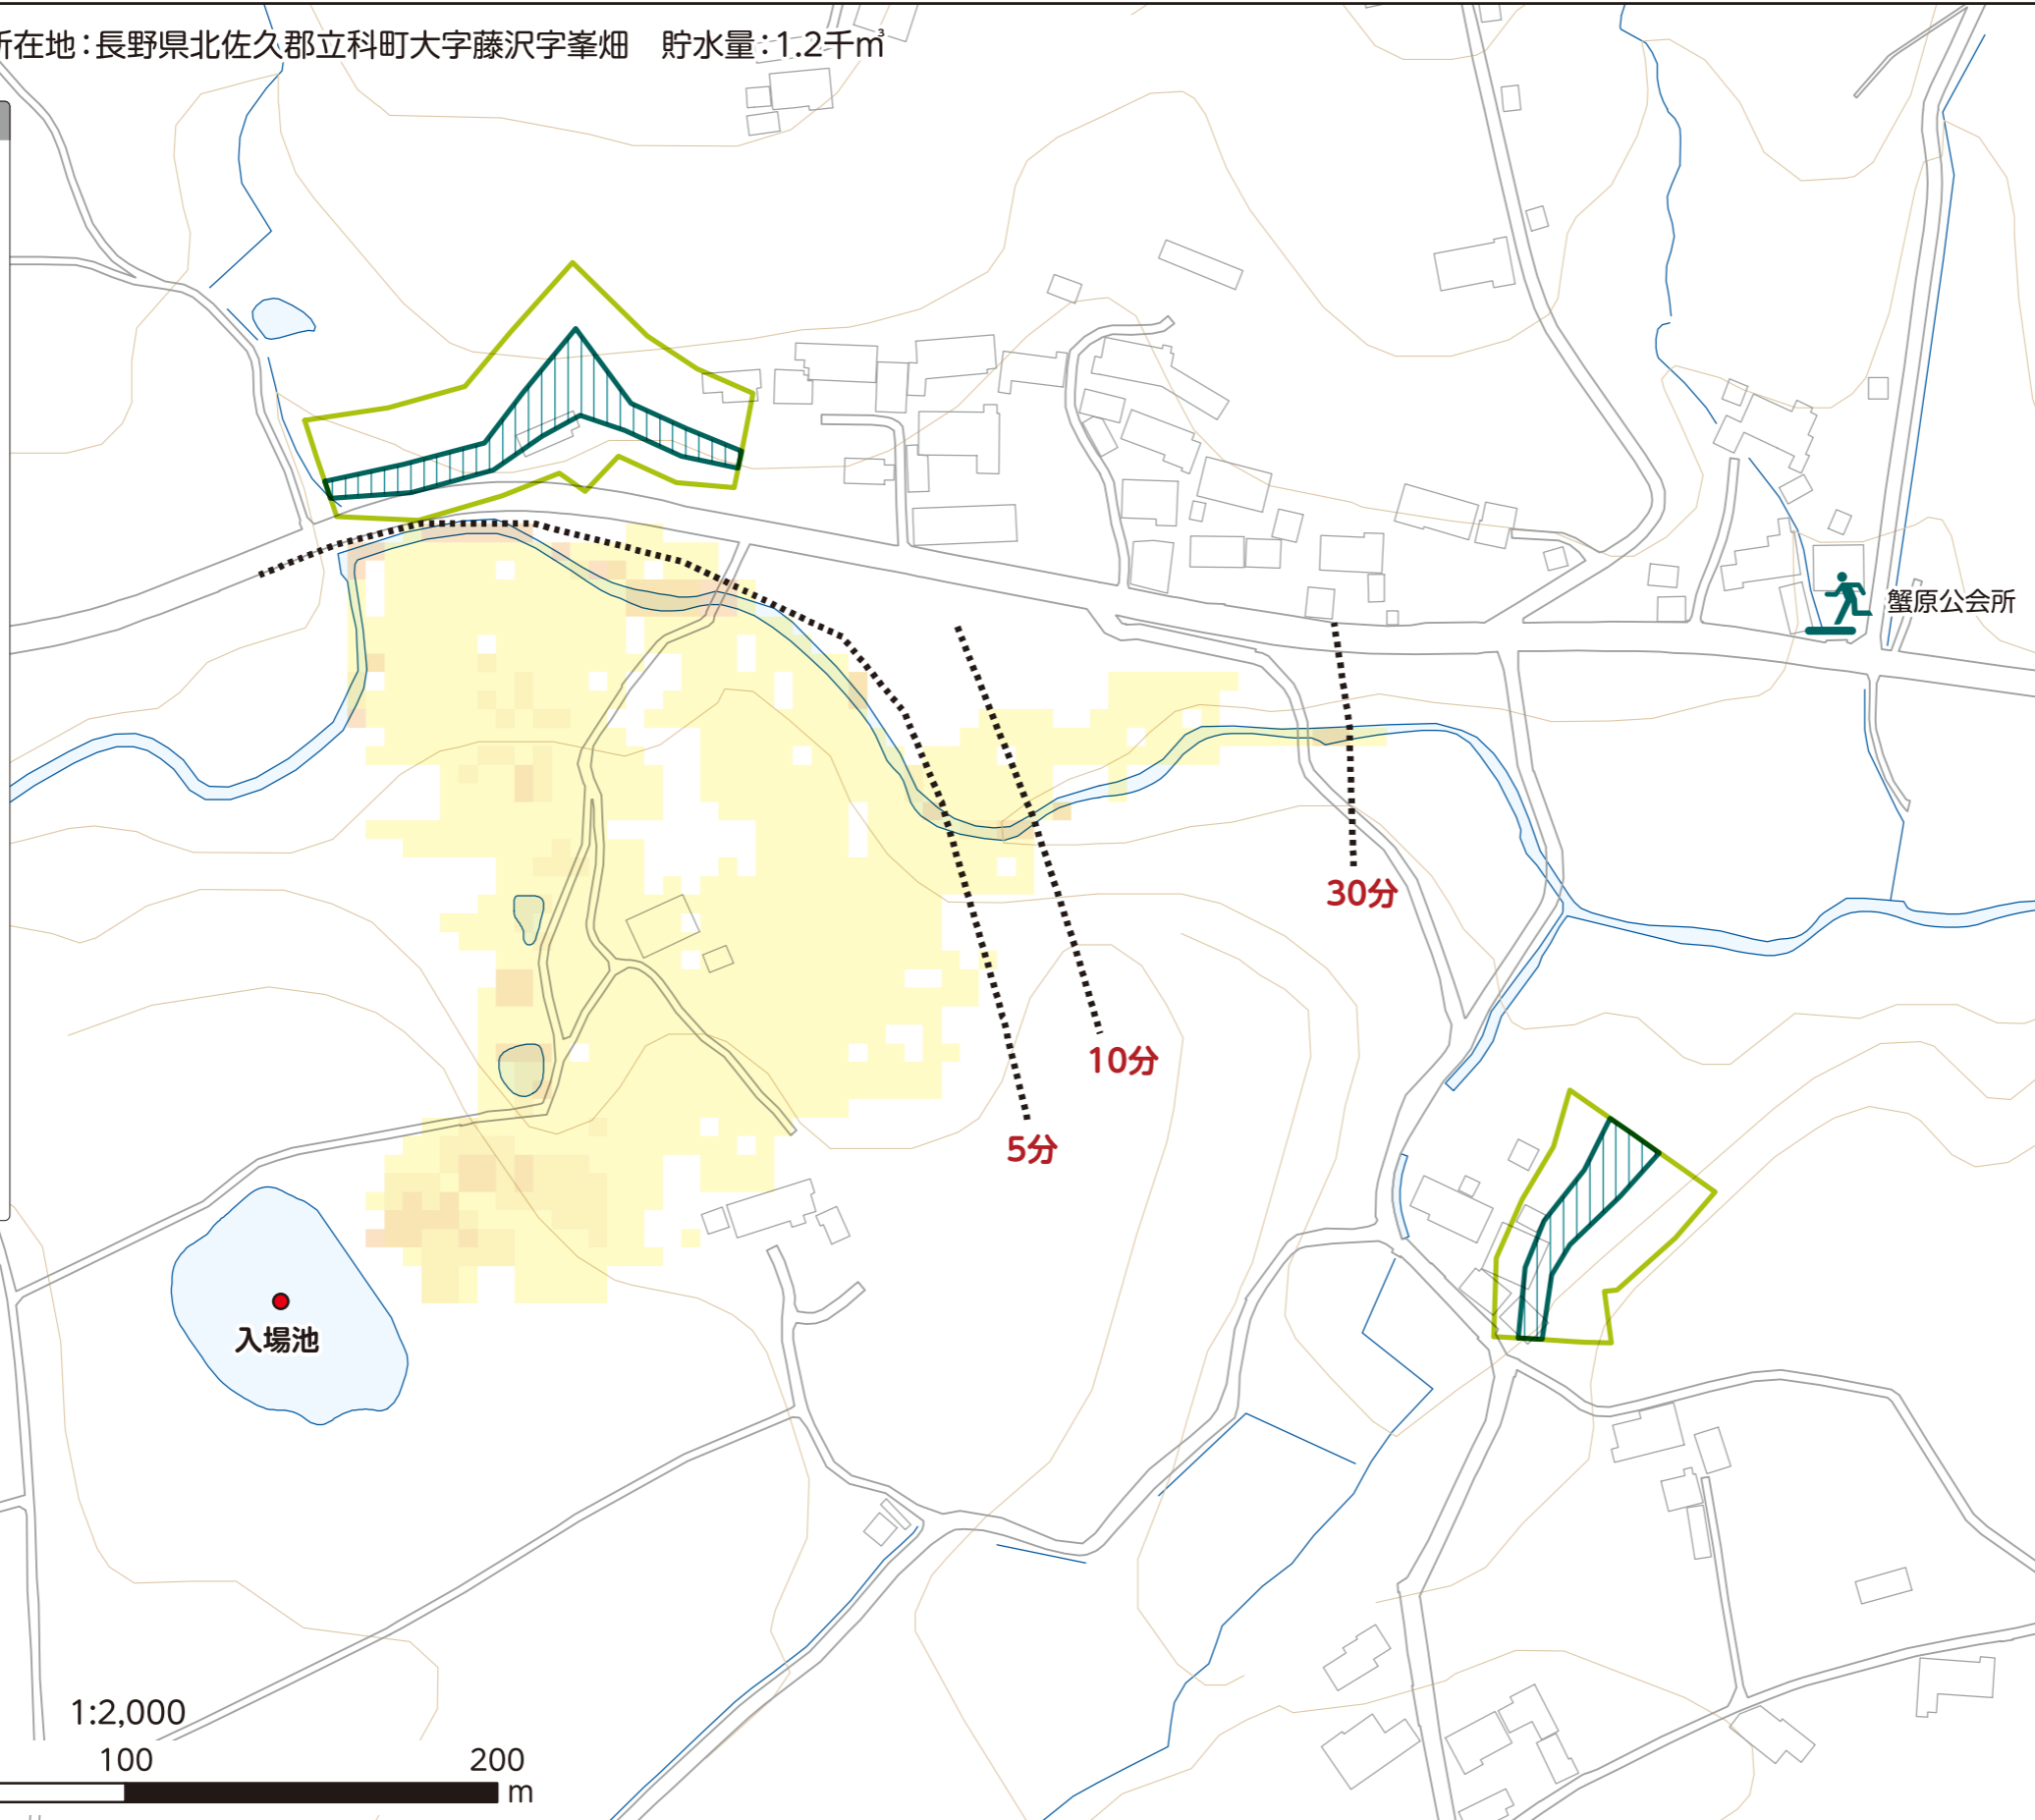 所在地：長野県北佐久郡立科町大字藤沢字峯畑　貯水量：1.2千㎥
蟹原公会所
30分
10分
5分
入場池
1:2,000
100 200
m